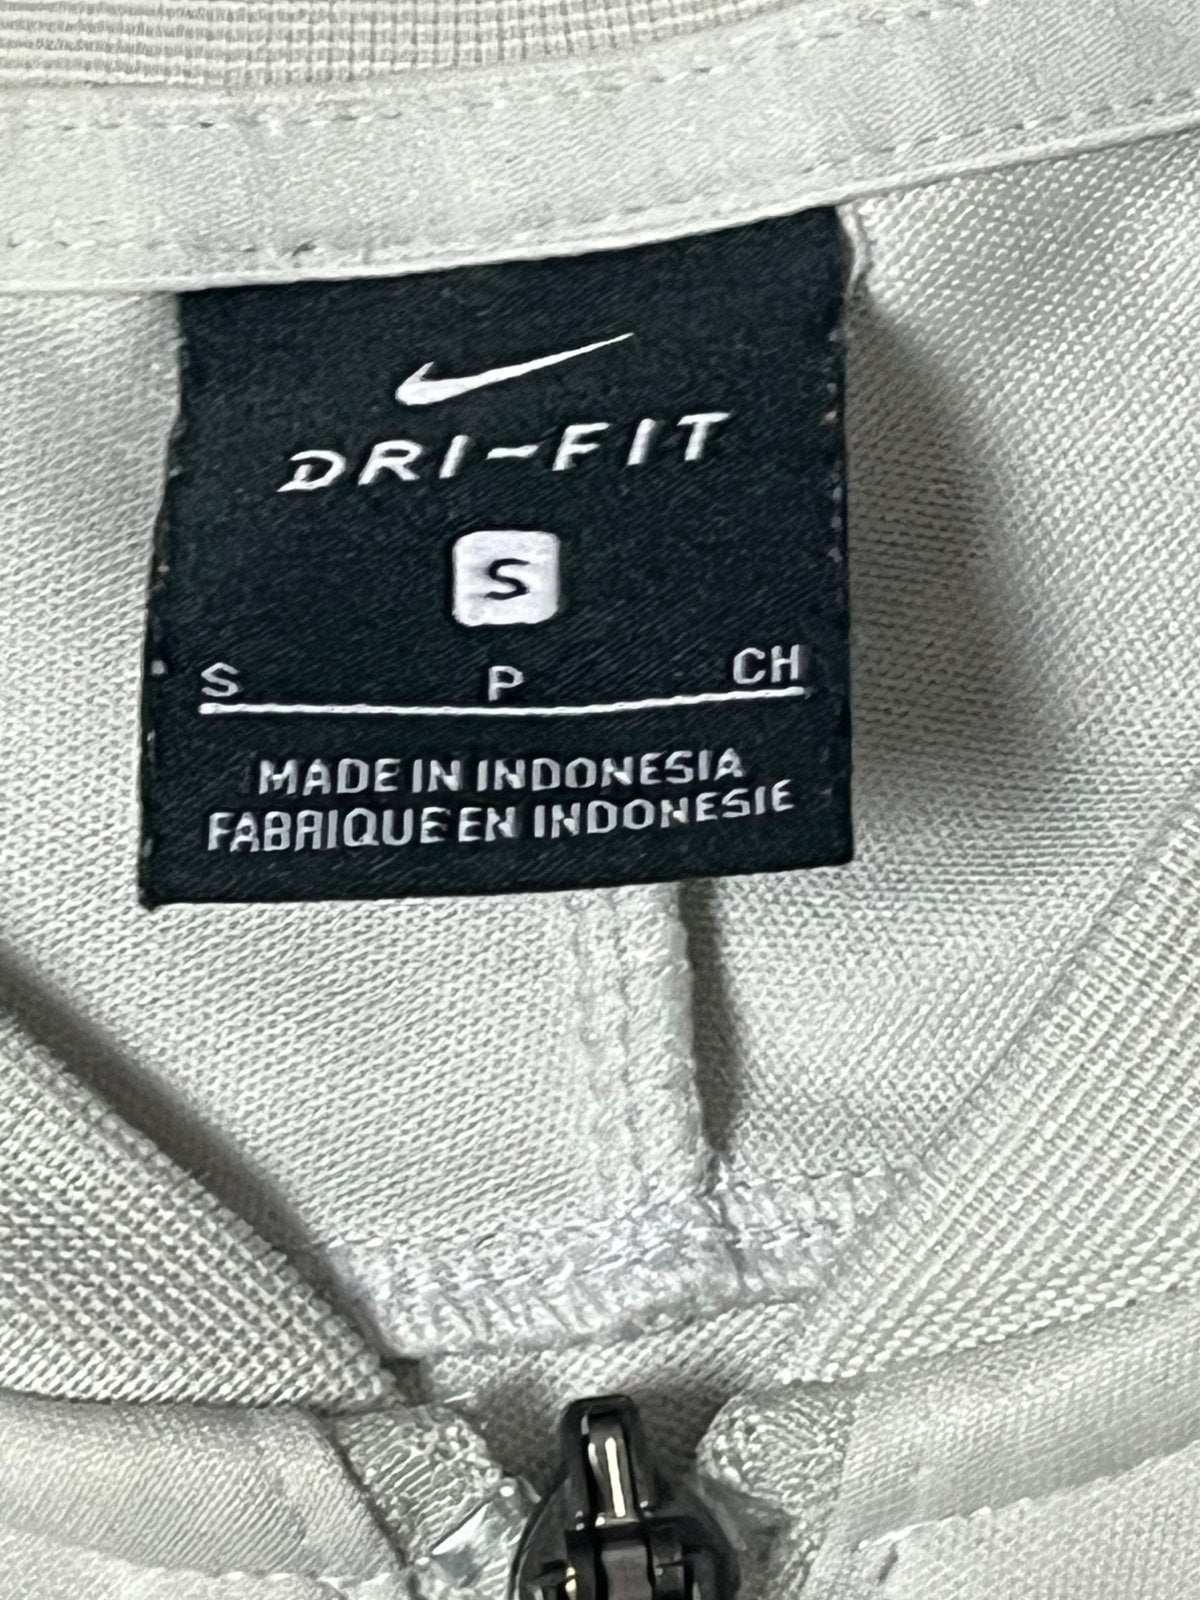 DRI-FIT
S
S P CH
MADE IN INDONESIA
FABRIQUE EN INDONESIE